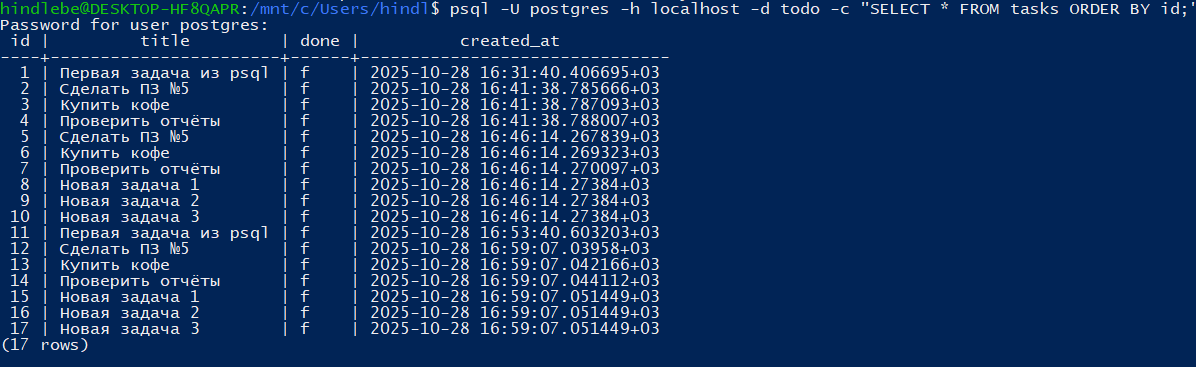 hindlebe@DESKTOP-HF8QAPR:/mnt/c/Users/hindl$ psql -U postgres -h localhost -d todo -c "SELECT * FROM tasks ORDER BY id;"
Password for user postgres:
 id |         title         | done |          created_at
----+-----------------------+------+-------------------------------
  1 | Первая задача из psql | f    | 2025-10-28 16:31:40.406695+03
  2 | Сделать ПЗ №5         | f    | 2025-10-28 16:41:38.785666+03
  3 | Купить кофе           | f    | 2025-10-28 16:41:38.787093+03
  4 | Проверить отчёты      | f    | 2025-10-28 16:41:38.788007+03
  5 | Сделать ПЗ №5         | f    | 2025-10-28 16:46:14.267839+03
  6 | Купить кофе           | f    | 2025-10-28 16:46:14.269323+03
  7 | Проверить отчёты      | f    | 2025-10-28 16:46:14.270097+03
  8 | Новая задача 1        | f    | 2025-10-28 16:46:14.27384+03
  9 | Новая задача 2        | f    | 2025-10-28 16:46:14.27384+03
 10 | Новая задача 3        | f    | 2025-10-28 16:46:14.27384+03
 11 | Первая задача из psql | f    | 2025-10-28 16:53:40.603203+03
 12 | Сделать ПЗ №5         | f    | 2025-10-28 16:59:07.03958+03
 13 | Купить кофе           | f    | 2025-10-28 16:59:07.042166+03
 14 | Проверить отчёты      | f    | 2025-10-28 16:59:07.044112+03
 15 | Новая задача 1        | f    | 2025-10-28 16:59:07.051449+03
 16 | Новая задача 2        | f    | 2025-10-28 16:59:07.051449+03
 17 | Новая задача 3        | f    | 2025-10-28 16:59:07.051449+03
(17 rows)